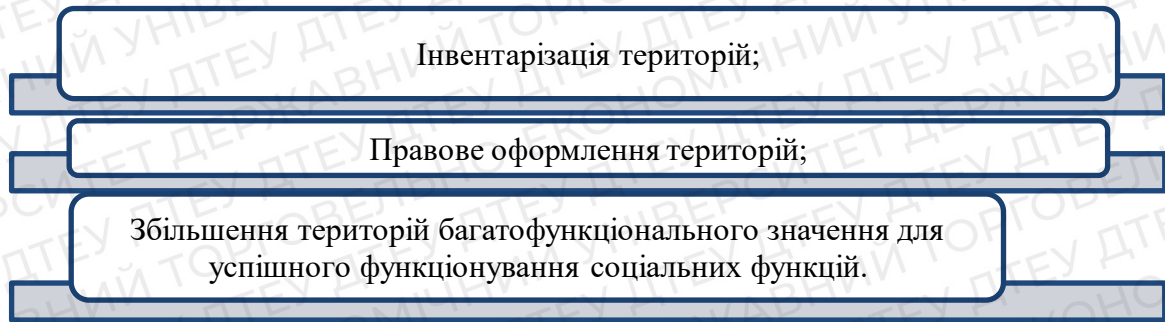 Інвентарізація територій;
Правове оформлення територій;
Збільшення територій багатофункціонального значення для
успішного функціонування соціальних функцій.